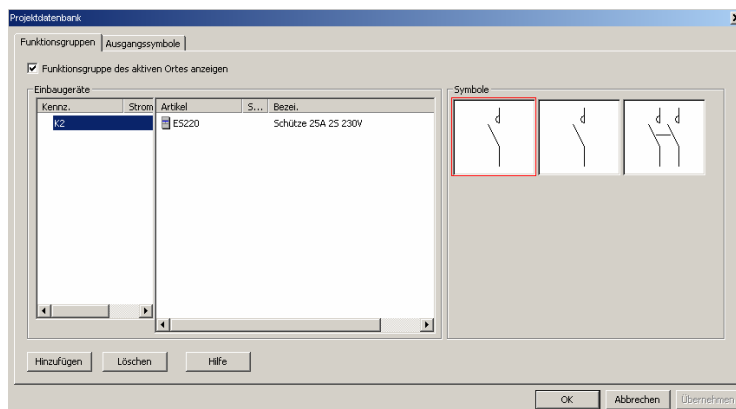 Projektdatenbank
Funktionsgruppen Ausgangssymbole
Funktionsgruppe des aktiven Ortes anzeigen
Einbaugeräte Symbole
Kennz. Strom Artikel S... Bezei.
K2 ES220 Schütze 25A 2S 230V
Hinzufügen Löschen Hilfe
OK Abbrechen Übernehmen